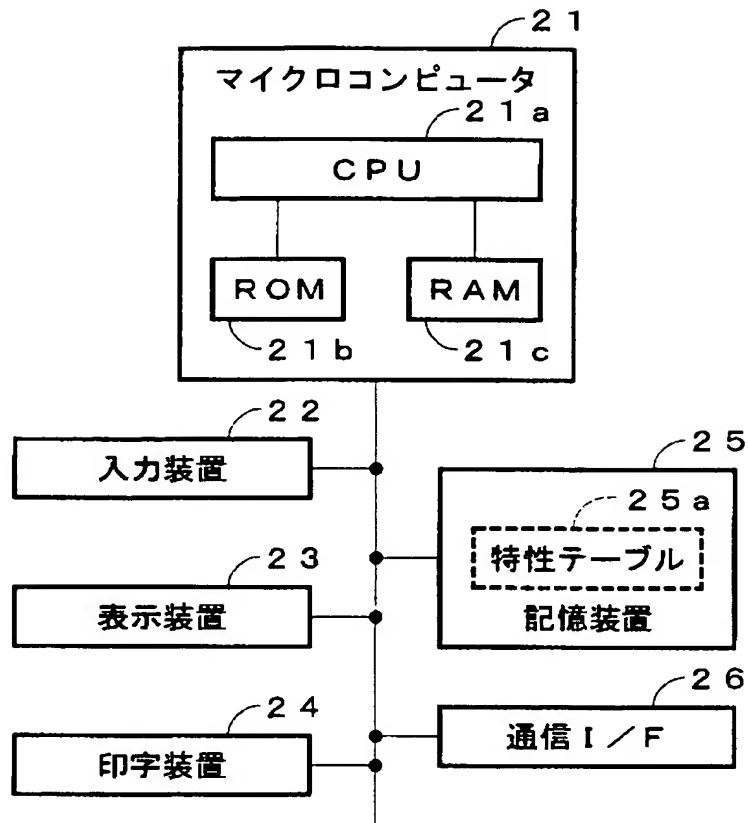 ２１
マイクロコンピュータ
２１ａ
ＣＰＵ
ＲＯＭ
ＲＡＭ
２１ｂ
２１ｃ
２２
入力装置
２５
２５ａ
特性テーブル
記憶装置
２３
表示装置
２６
通信Ｉ／Ｆ
２４
印字装置